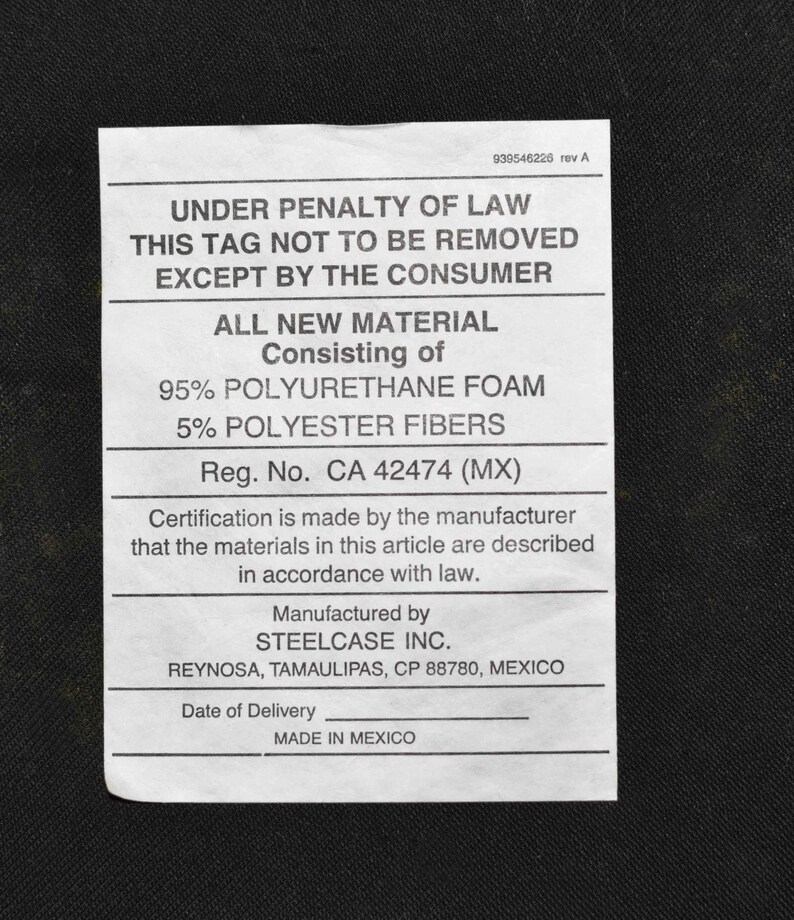 939546226 rev A
UNDER PENALTY OF LAW
THIS TAG NOT TO BE REMOVED
EXCEPT BY THE CONSUMER
ALL NEW MATERIAL
Consisting of
95% POLYURETHANE FOAM
5% POLYESTER FIBERS
Reg. No. CA 42474 (MX)
Certification is made by the manufacturer
that the materials in this article are described
in accordance with law.
Manufactured by
STEELCASE INC.
REYNOSA, TAMAULIPAS, CP 88780, MEXICO
Date of Delivery
MADE IN MEXICO